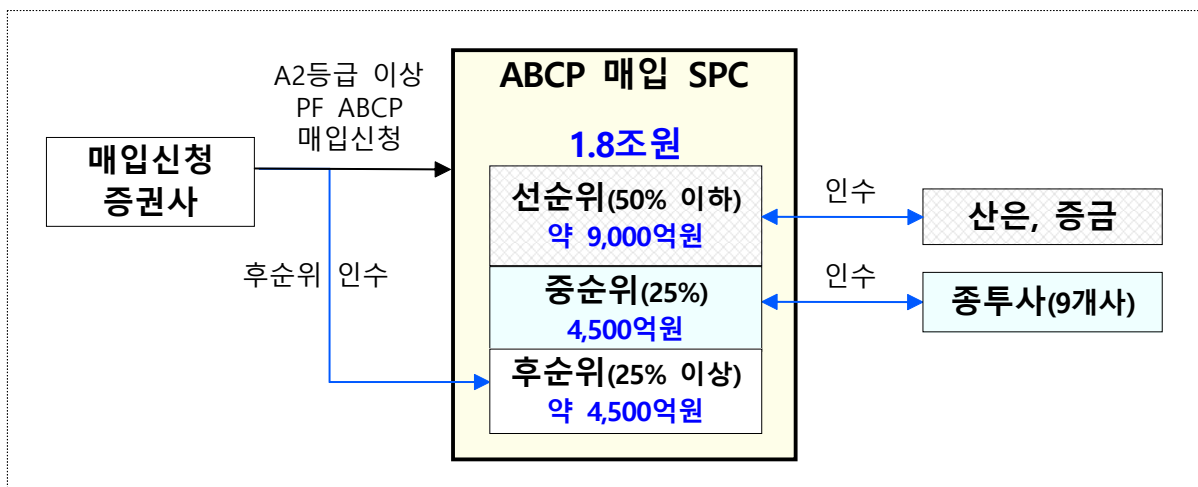 A2등급 이상
PF ABCP
매입신청
매입신청
증권사
후순위 인수
ABCP 매입 SPC
1.8조원
선순위(50% 이하)
약 9,000억원
중순위(25%)
4,500억원
후순위(25% 이상)
약 4,500억원
인수
산은, 증금
인수
종투사(9개사)